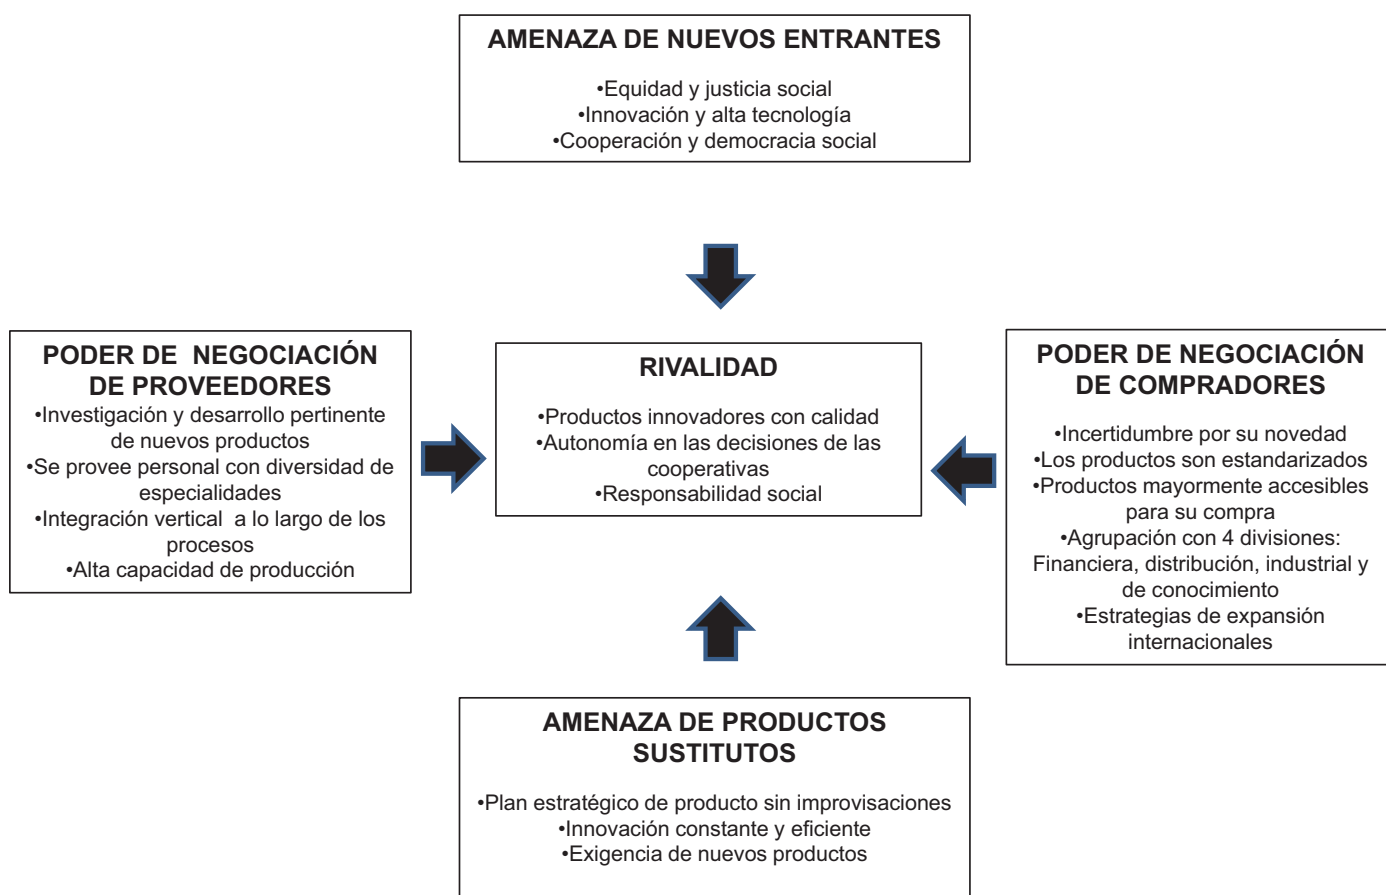 AMENAZA DE NUEVOS ENTRANTES
•Equidad y justicia social
•Innovación y alta tecnología
•Cooperación y democracia social
PODER DE NEGOCIACIÓN
DE PROVEEDORES
•Investigación y desarrollo pertinente
de nuevos productos
•Se provee personal con diversidad de
especialidades
•Integración vertical a lo largo de los
procesos
•Alta capacidad de producción
RIVALIDAD
•Productos innovadores con calidad
•Autonomía en las decisiones de las
cooperativas
•Responsabilidad social
PODER DE NEGOCIACIÓN
DE COMPRADORES
•Incertidumbre por su novedad
•Los productos son estandarizados
•Productos mayormente accesibles
para su compra
•Agrupación con 4 divisiones:
Financiera, distribución, industrial y
de conocimiento
•Estrategias de expansión
internacionales
AMENAZA DE PRODUCTOS
SUSTITUTOS
•Plan estratégico de producto sin improvisaciones
•Innovación constante y eficiente
•Exigencia de nuevos productos